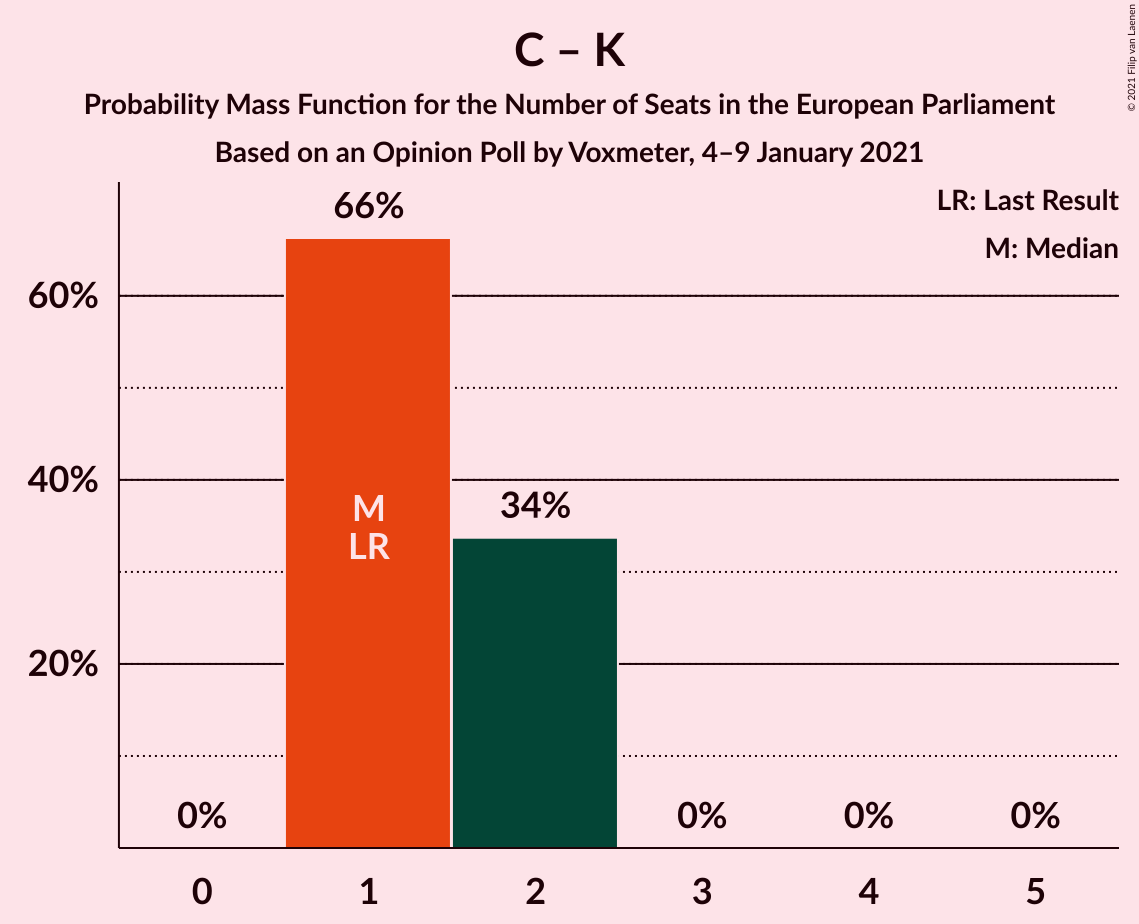 C – K
Probability Mass Function for the Number of Seats in the European Parliament
Based on an Opinion Poll by Voxmeter, 4–9 January 2021
© 2021 Filip van Laenen
LR: Last Result
M: Median
66%
60%
40%
34%
M
LR
20%
0%
0%
0%
0%
0
1
2
3
4
5